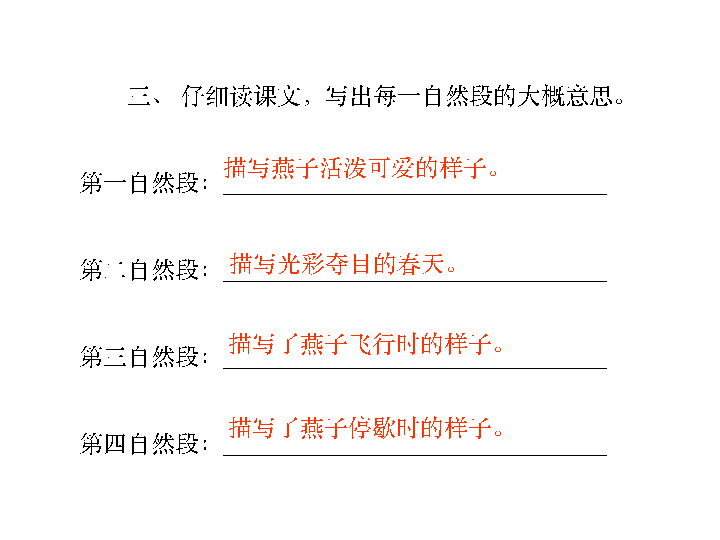 三、 仔细读课文，写出每一自然段的大概意思。
第一自然段：描写燕子活泼可爱的样子。
第二自然段：描写光彩夺目的春天。
第三自然段：描写了燕子飞行时的样子。
第四自然段：描写了燕子停歇时的样子。